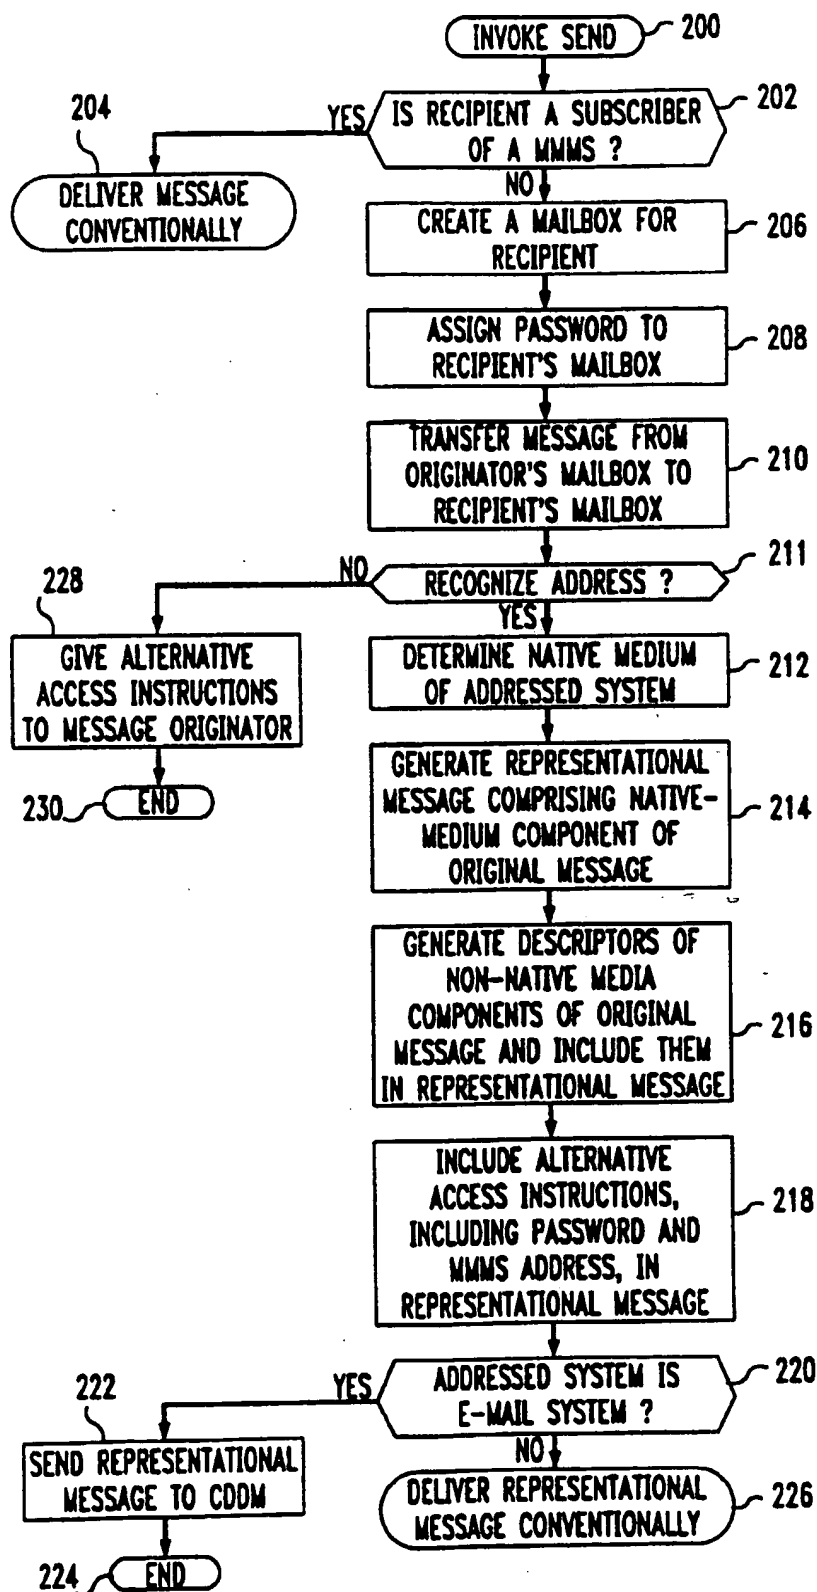 INVOKE SEND
200
IS RECIPIENT A SUBSCRIBER
OF A MMMS ?
202
YES
204
DELIVER MESSAGE
CONVENTIONALLY
NO
CREATE A MAILBOX FOR
RECIPIENT
206
ASSIGN PASSWORD TO
RECIPIENT'S MAILBOX
208
TRANSFER MESSAGE FROM
ORIGINATOR'S MAILBOX TO
RECIPIENT'S MAILBOX
210
RECOGNIZE ADDRESS ?
211
NO
228
GIVE ALTERNATIVE
ACCESS INSTRUCTIONS
TO MESSAGE ORIGINATOR
230
END
YES
DETERMINE NATIVE MEDIUM
OF ADDRESSED SYSTEM
212
GENERATE REPRESENTATIONAL
MESSAGE COMPRISING NATIVE-
MEDIUM COMPONENT OF
ORIGINAL MESSAGE
214
GENERATE DESCRIPTORS OF
NON-NATIVE MEDIA
COMPONENTS OF ORIGINAL
MESSAGE AND INCLUDE THEM
IN REPRESENTATIONAL MESSAGE
216
INCLUDE ALTERNATIVE
ACCESS INSTRUCTIONS,
INCLUDING PASSWORD AND
MMMS ADDRESS, IN
REPRESENTATIONAL MESSAGE
218
ADDRESSED SYSTEM IS
E-MAIL SYSTEM ?
220
YES
222
SEND REPRESENTATIONAL
MESSAGE TO CDDM
224
END
NO
DELIVER REPRESENTATIONAL
MESSAGE CONVENTIONALLY
226